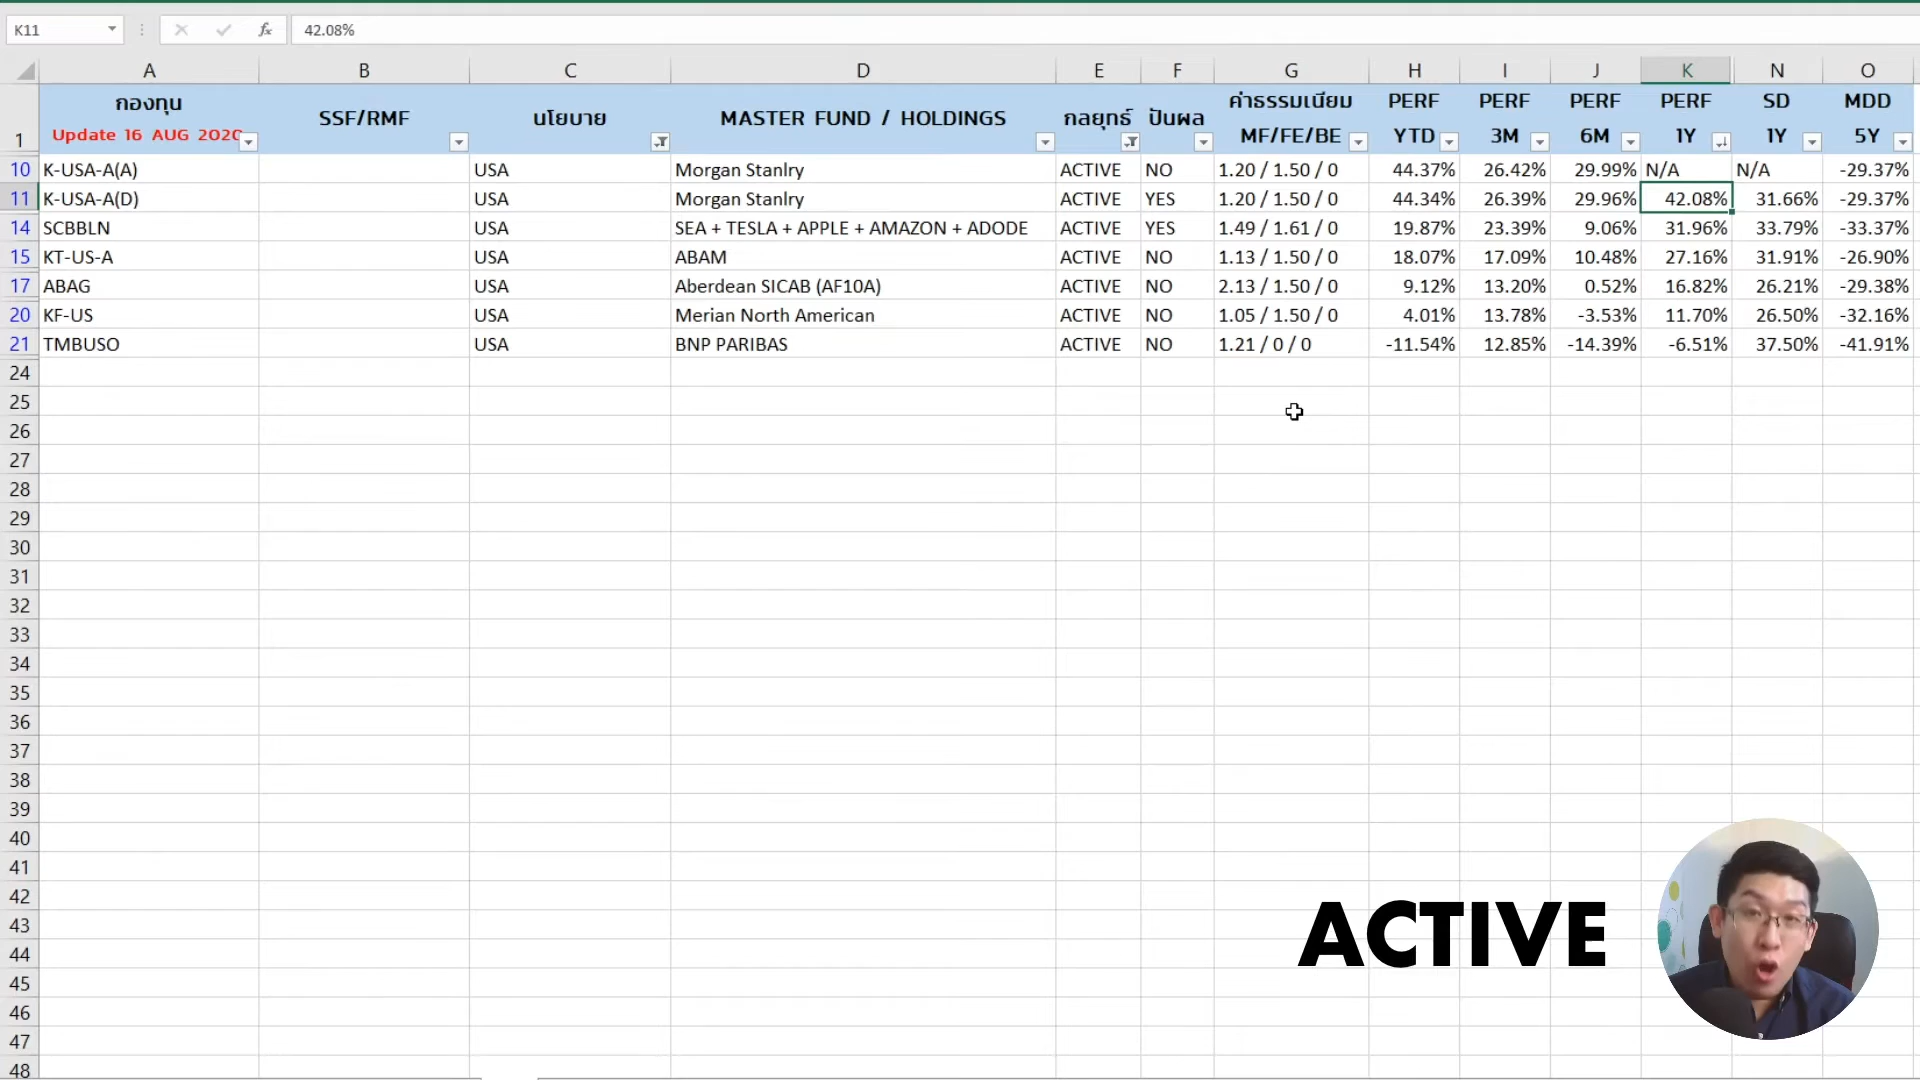 K11 fx 42.08%
A B C D E F G H I J K N O
1 กองทุน Update 16 AUG 2020 SSF/RMF นโยบาย MASTER FUND / HOLDINGS กลยุทธ์ ปันผล ค่าธรรมเนียม MF/FE/BE PERF YTD PERF 3M PERF 6M PERF 1Y SD 1Y MDD 5Y
10 K-USA-A(A) USA Morgan Stanlry ACTIVE NO 1.20 / 1.50 / 0 44.37% 26.42% 29.99% N/A N/A -29.37%
11 K-USA-A(D) USA Morgan Stanlry ACTIVE YES 1.20 / 1.50 / 0 44.34% 26.39% 29.96% 42.08% 31.66% -29.37%
14 SCBBLN USA SEA + TESLA + APPLE + AMAZON + ADODE ACTIVE YES 1.49 / 1.61 / 0 19.87% 23.39% 9.06% 31.96% 33.79% -33.37%
15 KT-US-A USA ABAM ACTIVE NO 1.13 / 1.50 / 0 18.07% 17.09% 10.48% 27.16% 31.91% -26.90%
17 ABAG USA Aberdean SICAB (AF10A) ACTIVE NO 2.13 / 1.50 / 0 9.12% 13.20% 0.52% 16.82% 26.21% -29.38%
20 KF-US USA Merian North American ACTIVE NO 1.05 / 1.50 / 0 4.01% 13.78% -3.53% 11.70% 26.50% -32.16%
21 TMBUSO USA BNP PARIBAS ACTIVE NO 1.21 / 0 / 0 -11.54% 12.85% -14.39% -6.51% 37.50% -41.91%
24
25
26
27
28
29
30
31
32
33
34
35
36
37
38
39
40
41
42
43
ACTIVE
44
45
46
47
48